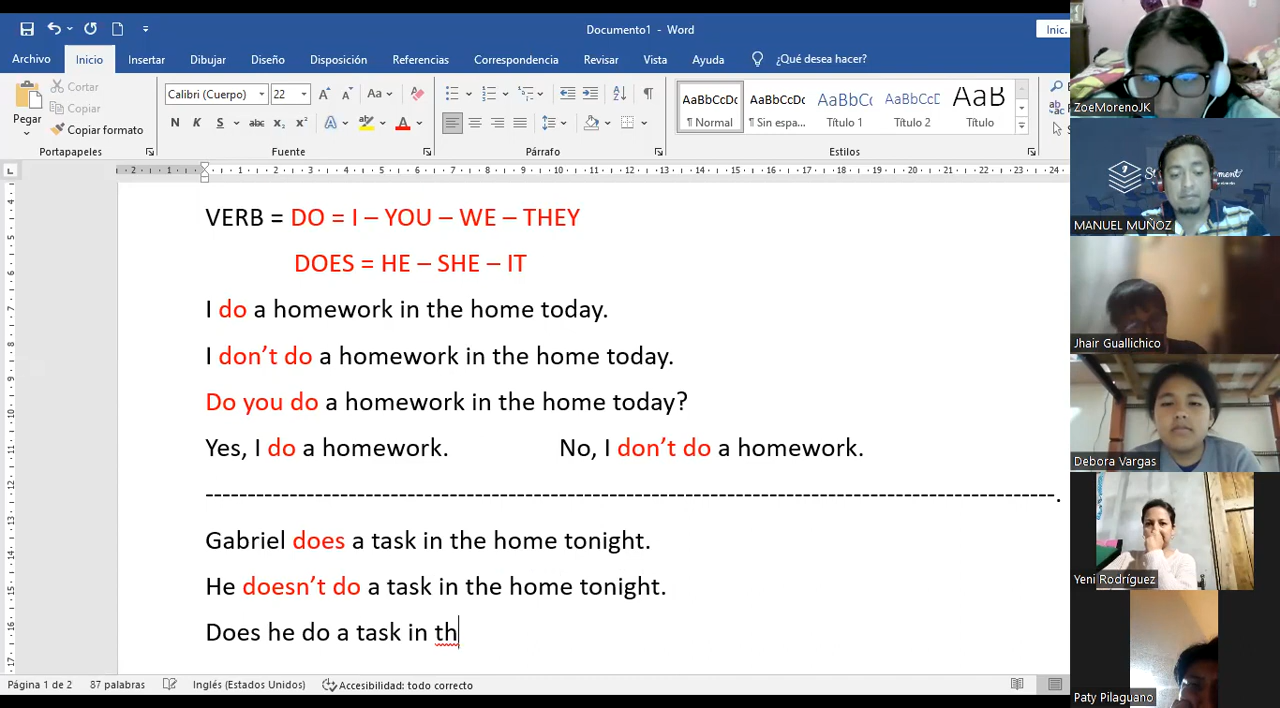 Documento1 - Word
Inic.
Archivo Inicio Insertar Dibujar Diseño Disposición Referencias Correspondencia Revisar Vista Ayuda ¿Qué desea hacer?
Pegar
Cortar
Copiar
Copiar formato
Portapapeles
Calibri (Cuerpo) 22
Fuente
Párrafo
AaBbCcDc AaBbCcDc AaBbCc AaBbCcD AaB
¶ Normal ¶ Sin espa... Título 1 Título 2 Título
Estilos
VERB = DO = I – YOU – WE – THEY
DOES = HE – SHE – IT
I do a homework in the home today.
I don’t do a homework in the home today.
Do you do a homework in the home today?
Yes, I do a homework. No, I don’t do a homework.
-----------------------------------------------------------------------------------------------------.
Gabriel does a task in the home tonight.
He doesn’t do a task in the home tonight.
Does he do a task in th
Página 1 de 2 87 palabras Inglés (Estados Unidos) Accesibilidad: todo correcto
ZoeMorenoJK
MANUEL MUÑOZ
Jhair Guallichico
Debora Vargas
Yeni Rodríguez
Paty Pilaguano